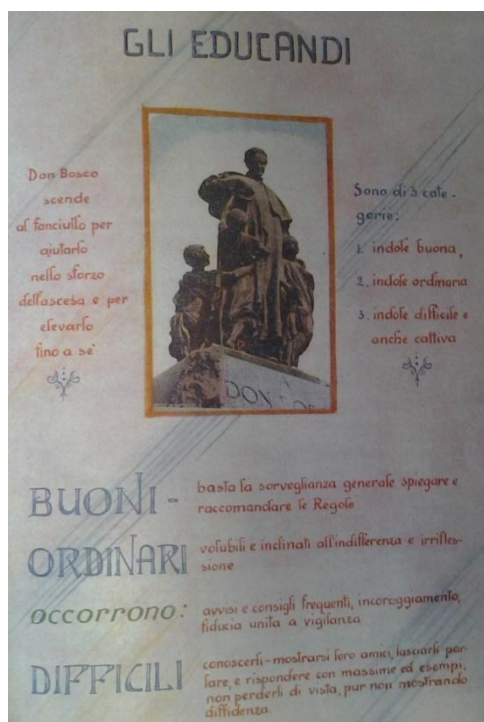 GLI EDUCANDI
Don Bosco
scende
al fanciullo per
aiutarlo
nello sforzo
dell'ascesa e per
elevarlo
fino a se'
Sono di 3 cate-
gorie:
1. indole buona,
2. indole ordinaria
3. indole difficile e
anche cattiva
DON
BUONI -
basta la sorveglianza generale spiegare e
raccomandare le Regole
ORDINARI
volubili e inclinati all'indifferenza e irrifles-
sione
occorrono:
avvisi e consigli frequenti, incoraggiamento,
fiducia unita a vigilanza
DIFFICILI
conoscerli - mostrarsi loro amici, lasciarli par
lare, e rispondere con massime ed esempi,
non perderli di vista, pur non mostrando
diffidenza.